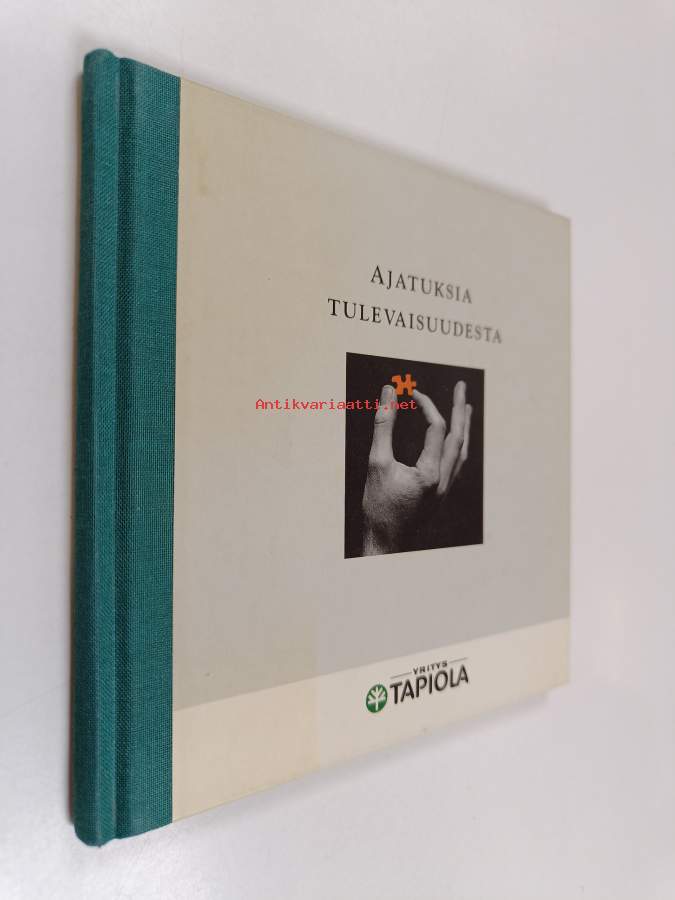 AJATUKSIA
TULEVAISUUDESTA
Antikvariaatti.net
YRITYS
TAPIOLA